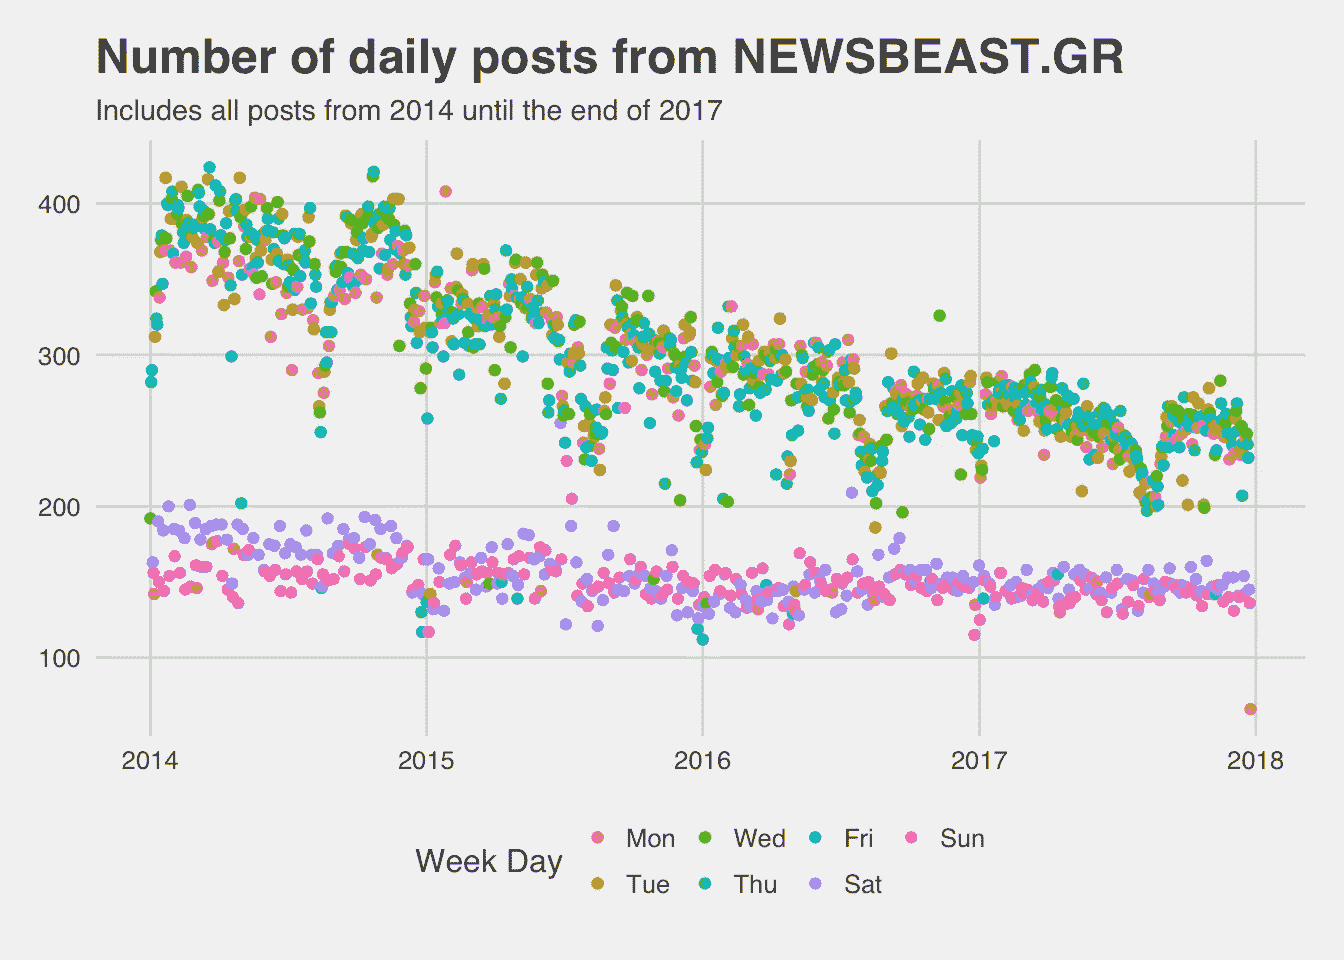 Number of daily posts from NEWSBEAST.GR
Includes all posts from 2014 until the end of 2017
400
300
200
100
2014 2015 2016 2017 2018
Week Day
Mon Wed Fri Sun
Tue Thu Sat